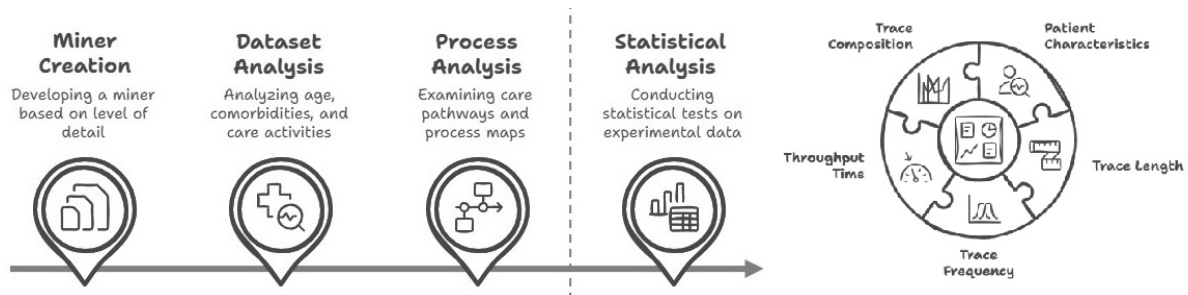 Miner
Creation
Developing a miner
based on level of
detail
Dataset
Analysis
Analyzing age,
comorbidities, and
care activities
Process
Analysis
Examining care
pathways and
process maps
Statistical
Analysis
Conducting
statistical tests on
experimental data
Trace
Composition
Patient
Characteristics
Throughput
Time
Trace Length
Trace
Frequency